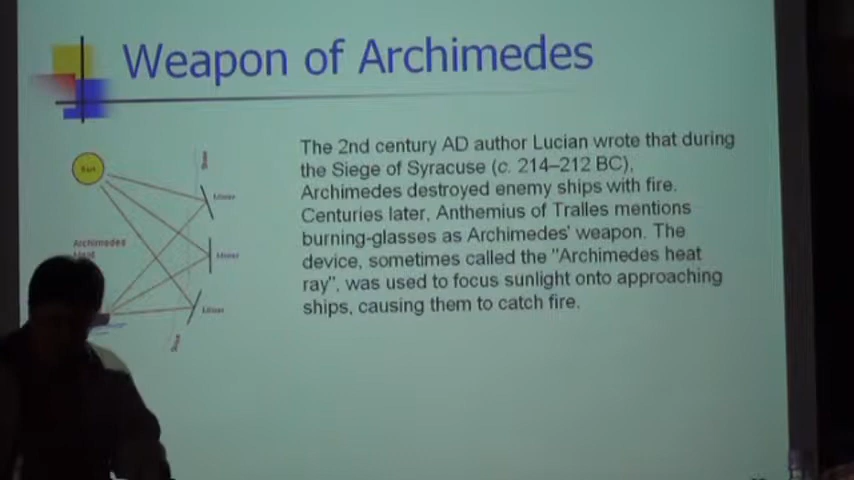 Weapon of Archimedes
The 2nd century AD author Lucian wrote that during
the Siege of Syracuse (c. 214–212 BC),
Archimedes destroyed enemy ships with fire.
Centuries later, Anthemius of Tralles mentions
burning-glasses as Archimedes' weapon. The
device, sometimes called the "Archimedes heat
ray", was used to focus sunlight onto approaching
ships, causing them to catch fire.
Mirror
Archimedes
Mirror
Mirror